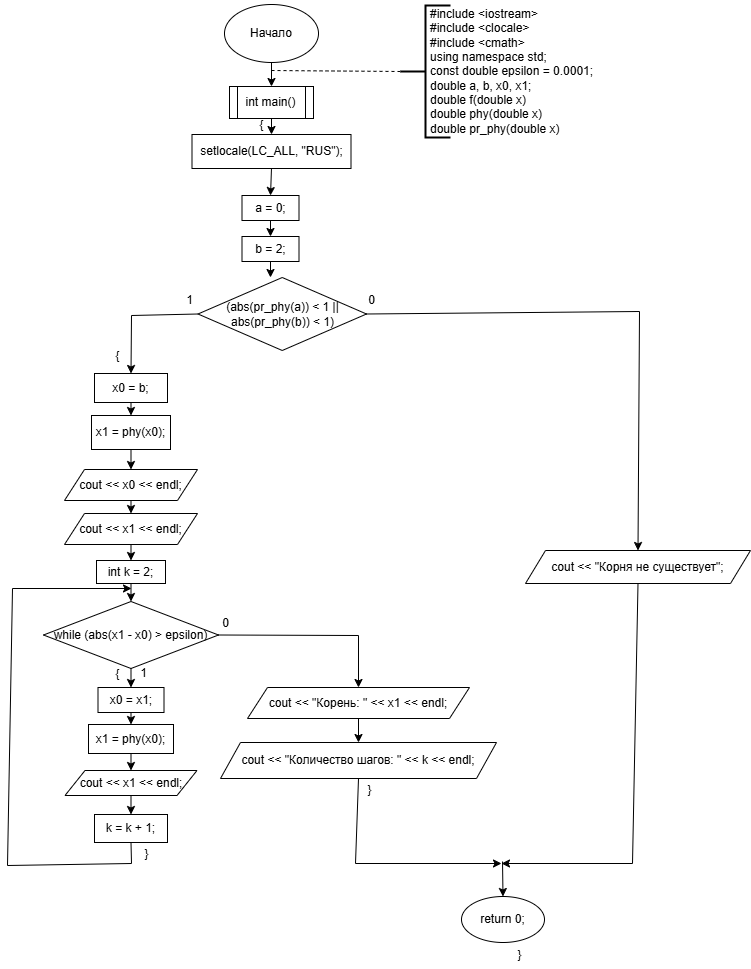 Начало
#include <iostream>
#include <clocale>
#include <cmath>
using namespace std;
const double epsilon = 0.0001;
double a, b, x0, x1;
double f(double x)
double phy(double x)
double pr_phy(double x)
int main()
{
setlocale(LC_ALL, "RUS");
a = 0;
b = 2;
(abs(pr_phy(a)) < 1 ||
abs(pr_phy(b)) < 1)
1
0
{
x0 = b;
x1 = phy(x0);
cout << x0 << endl;
cout << x1 << endl;
int k = 2;
while (abs(x1 - x0) > epsilon)
0
{
1
x0 = x1;
x1 = phy(x0);
cout << x1 << endl;
k = k + 1;
}
cout << "Корень: " << x1 << endl;
cout << "Количество шагов: " << k << endl;
}
cout << "Корня не существует";
return 0;
}